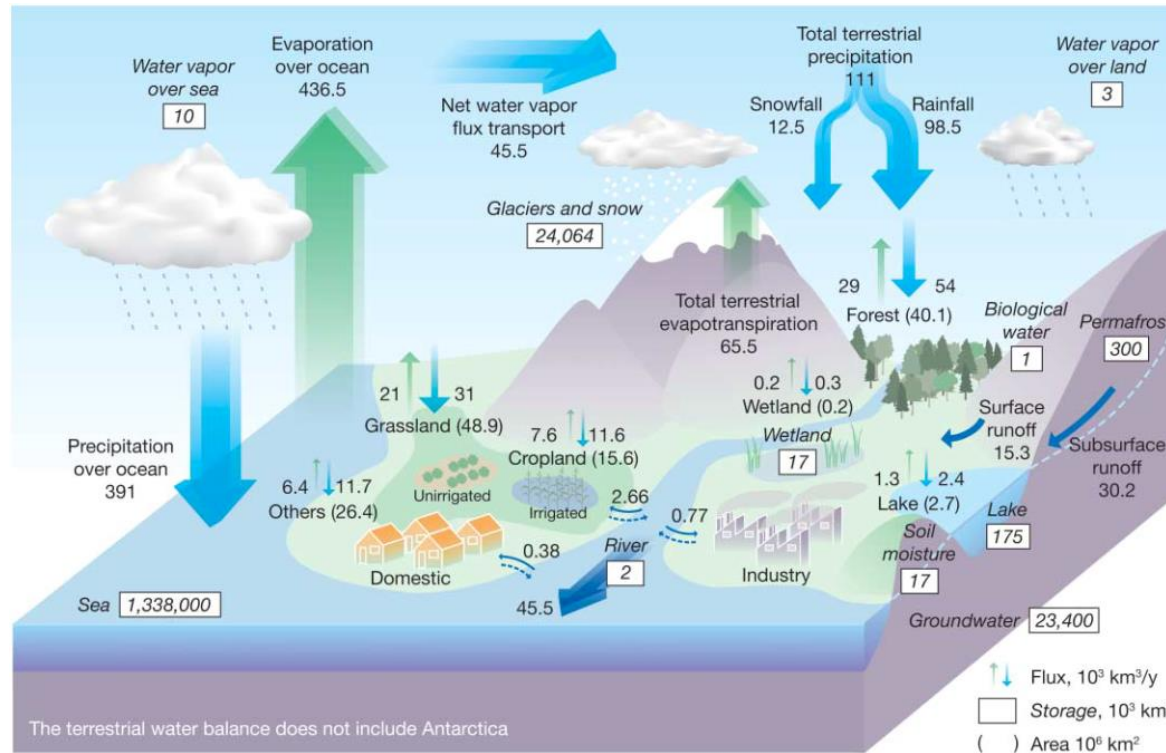 Water vapor
over sea
10
Evaporation
over ocean
436.5
Net water vapor
flux transport
45.5
Total terrestrial
precipitation
111
Snowfall
12.5
Rainfall
98.5
Water vapor
over land
3
Glaciers and snow
24,064
Total terrestrial
evapotranspiration
65.5
29
54
Forest (40.1)
Biological
water
1
Permafros
300
Precipitation
over ocean
391
21
31
Grassland (48.9)
7.6
11.6
Cropland (15.6)
0.2
0.3
Wetland (0.2)
Wetland
17
Surface
runoff
15.3
Subsurface
runoff
30.2
6.4
11.7
Others (26.4)
Unirrigated
Irrigated
2.66
0.77
1.3
2.4
Lake (2.7)
Lake
175
Domestic
0.38
River
2
45.5
Industry
Soil
moisture
17
Sea 1,338,000
Groundwater 23,400
Flux, 10³ km³/y
Storage, 10³ km
( ) Area 10⁶ km²
The terrestrial water balance does not include Antarctica